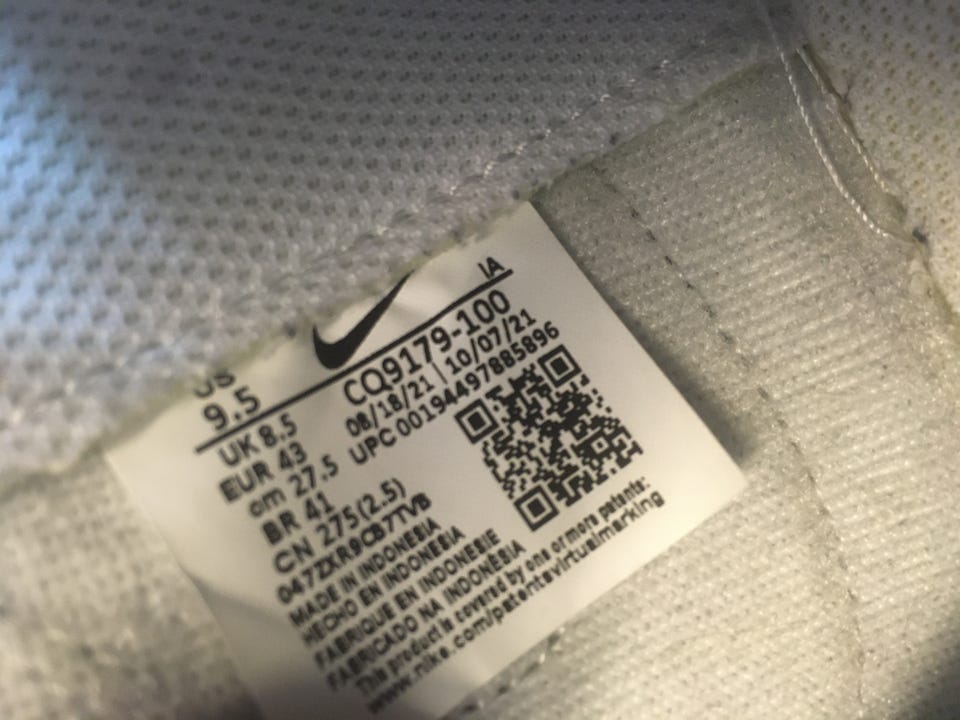 US
9.5
UK 8.5
EUR 43
cm 27.5
BR 41
CN 275(2.5)
IA
CQ9179-100
08/18/21 | 10/07/21
UPC 00194497885896
047ZXR9CB7TVB
MADE IN INDONESIA
HECHO EN INDONESIA
FABRIQUE EN INDONESIE
FABRICADO NA INDONÉSIA
This product is covered by one or more patents:
www.nike.com/patentsvirtualmarking